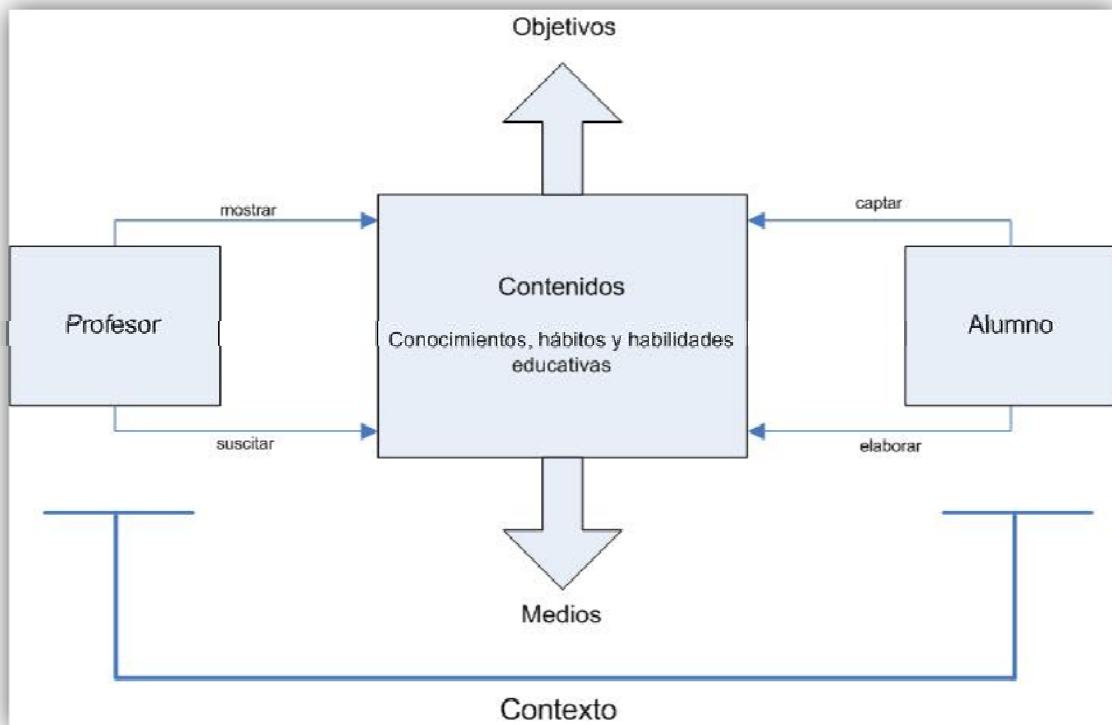 Objetivos
mostrar
captar
Contenidos
Profesor
Alumno
Conocimientos, hábitos y habilidades
educativas
suscitar
elaborar
Medios
Contexto